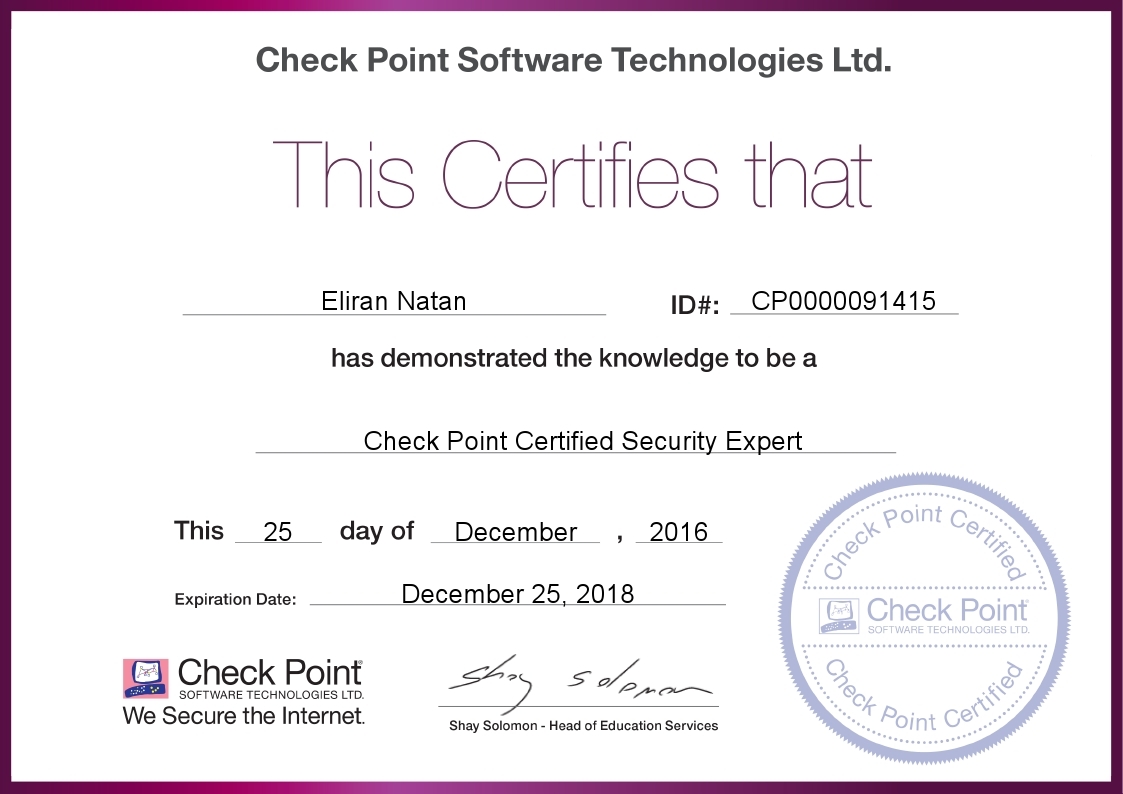 Check Point Software Technologies Ltd.
This Certifies that
Eliran Natan ID#: CP0000091415
has demonstrated the knowledge to be a
Check Point Certified Security Expert
This 25 day of December , 2016
Expiration Date: December 25, 2018
Check Point®
SOFTWARE TECHNOLOGIES LTD.
We Secure the Internet.
Shay Solomon
Shay Solomon - Head of Education Services
Check Point Certified
Check Point®
SOFTWARE TECHNOLOGIES LTD.
Check Point Certified